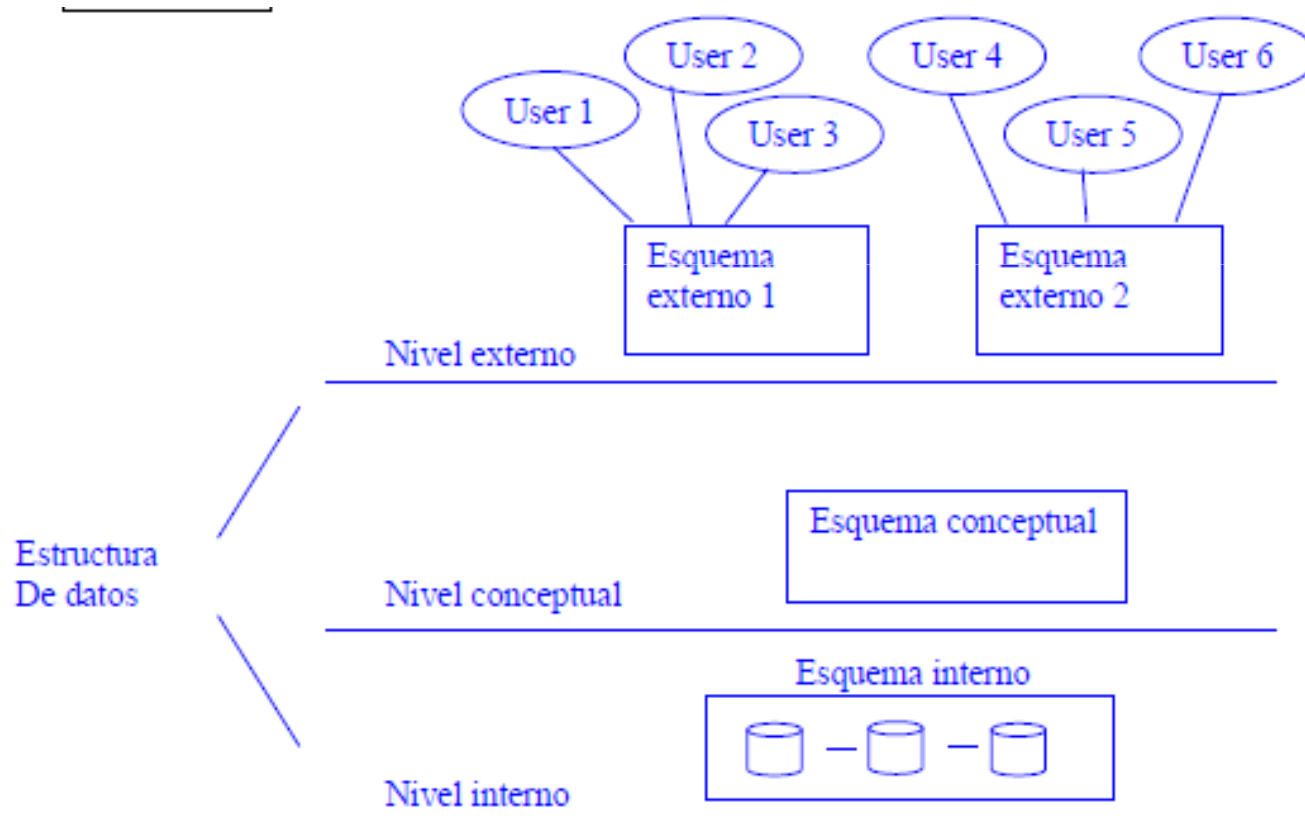 User 1
User 2
User 3
User 4
User 5
User 6
Esquema
externo 1
Esquema
externo 2
Nivel externo
Esquema conceptual
Estructura
De datos
Nivel conceptual
Esquema interno
Nivel interno